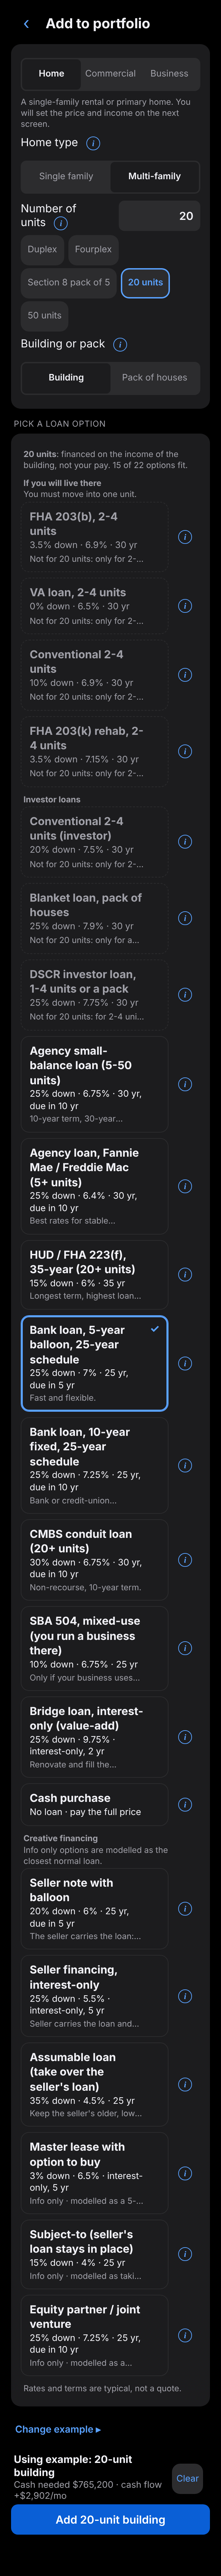 Add to portfolio
Home Commercial Business
A single-family rental or primary home. You
will set the price and income on the next
screen.
Home type
Single family Multi-family
Number of
units
20
Duplex Fourplex
Section 8 pack of 5 20 units
50 units
Building or pack
Building Pack of houses
PICK A LOAN OPTION
20 units: financed on the income of the
building, not your pay. 15 of 22 options fit.
If you will live there
You must move into one unit.
FHA 203(b), 2-4
units
3.5% down · 6.9% · 30 yr
Not for 20 units: only for 2-...
VA loan, 2-4 units
0% down · 6.5% · 30 yr
Not for 20 units: only for 2-...
Conventional 2-4
units
10% down · 6.9% · 30 yr
Not for 20 units: only for 2-...
FHA 203(k) rehab, 2-
4 units
3.5% down · 7.15% · 30 yr
Not for 20 units: only for 2-...
Investor loans
Conventional 2-4
units (investor)
20% down · 7.5% · 30 yr
Not for 20 units: only for 2-...
Blanket loan, pack of
houses
25% down · 7.9% · 30 yr
Not for 20 units: only for a...
DSCR investor loan,
1-4 units or a pack
25% down · 7.75% · 30 yr
Not for 20 units: for 2-4 uni...
Agency small-
balance loan (5-50
units)
25% down · 6.75% · 30 yr,
due in 10 yr
10-year term, 30-year...
Agency loan, Fannie
Mae / Freddie Mac
(5+ units)
25% down · 6.4% · 30 yr,
due in 10 yr
Best rates for stable...
HUD / FHA 223(f),
35-year (20+ units)
15% down · 6% · 35 yr
Longest term, highest loan...
Bank loan, 5-year
balloon, 25-year
schedule
25% down · 7% · 25 yr,
due in 5 yr
Fast and flexible.
Bank loan, 10-year
fixed, 25-year
schedule
25% down · 7.25% · 25 yr,
due in 10 yr
Bank or credit-union...
CMBS conduit loan
(20+ units)
30% down · 6.75% · 30 yr,
due in 10 yr
Non-recourse, 10-year term.
SBA 504, mixed-use
(you run a business
there)
10% down · 6.75% · 25 yr
Only if your business uses...
Bridge loan, interest-
only (value-add)
25% down · 9.75% ·
interest-only, 2 yr
Renovate and fill the...
Cash purchase
No loan · pay the full price
Creative financing
Info only options are modelled as the
closest normal loan.
Seller note with
balloon
20% down · 6% · 25 yr,
due in 5 yr
The seller carries the loan:...
Seller financing,
interest-only
25% down · 5.5% ·
interest-only, 5 yr
Seller carries the loan and...
Assumable loan
(take over the
seller's loan)
35% down · 4.5% · 25 yr
Keep the seller's older, low...
Master lease with
option to buy
3% down · 6.5% · interest-
only, 5 yr
Info only · modelled as a 5-...
Subject-to (seller's
loan stays in place)
15% down · 4% · 25 yr
Info only · modelled as taki...
Equity partner / joint
venture
25% down · 7.25% · 25 yr,
due in 10 yr
Info only · modelled as a...
Rates and terms are typical, not a quote.
Change example ▸
Using example: 20-unit
building
Cash needed $765,200 · cash flow
+$2,902/mo
Clear
Add 20-unit building